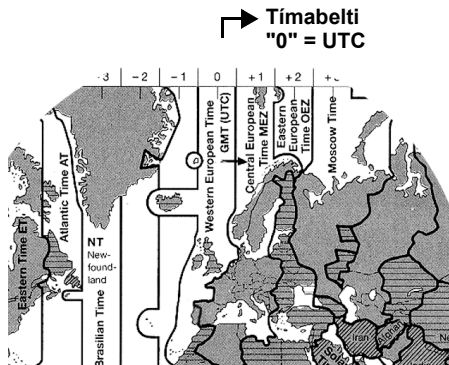 Tímabelti
"0" = UTC
-3
-2
-1
0
+1
+2
Eastern Time ET
Atlantic Time AT
NT
New-
found-
land
Brasilian Time
Western European Time
GMT (UTC)
Central European
Time MEZ
Eastern
European
Time OEZ
Moscow Time
Iran
Afghan